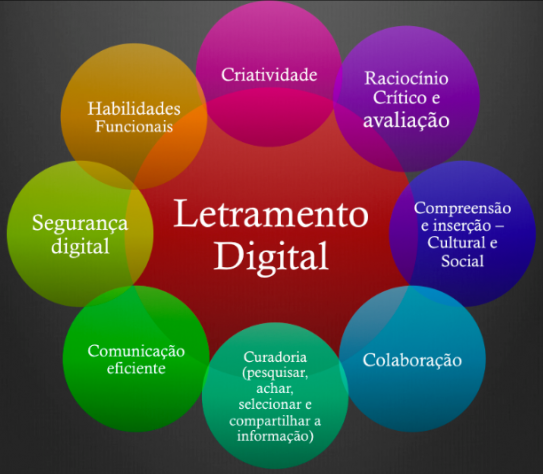 Criatividade
Raciocínio
Crítico e
avaliação
Compreensão
e inserção –
Cultural e
Social
Colaboração
Curadoria
(pesquisar,
achar,
selecionar e
compartilhar a
informação)
Comunicação
eficiente
Segurança
digital
Habilidades
Funcionais
Letramento
Digital